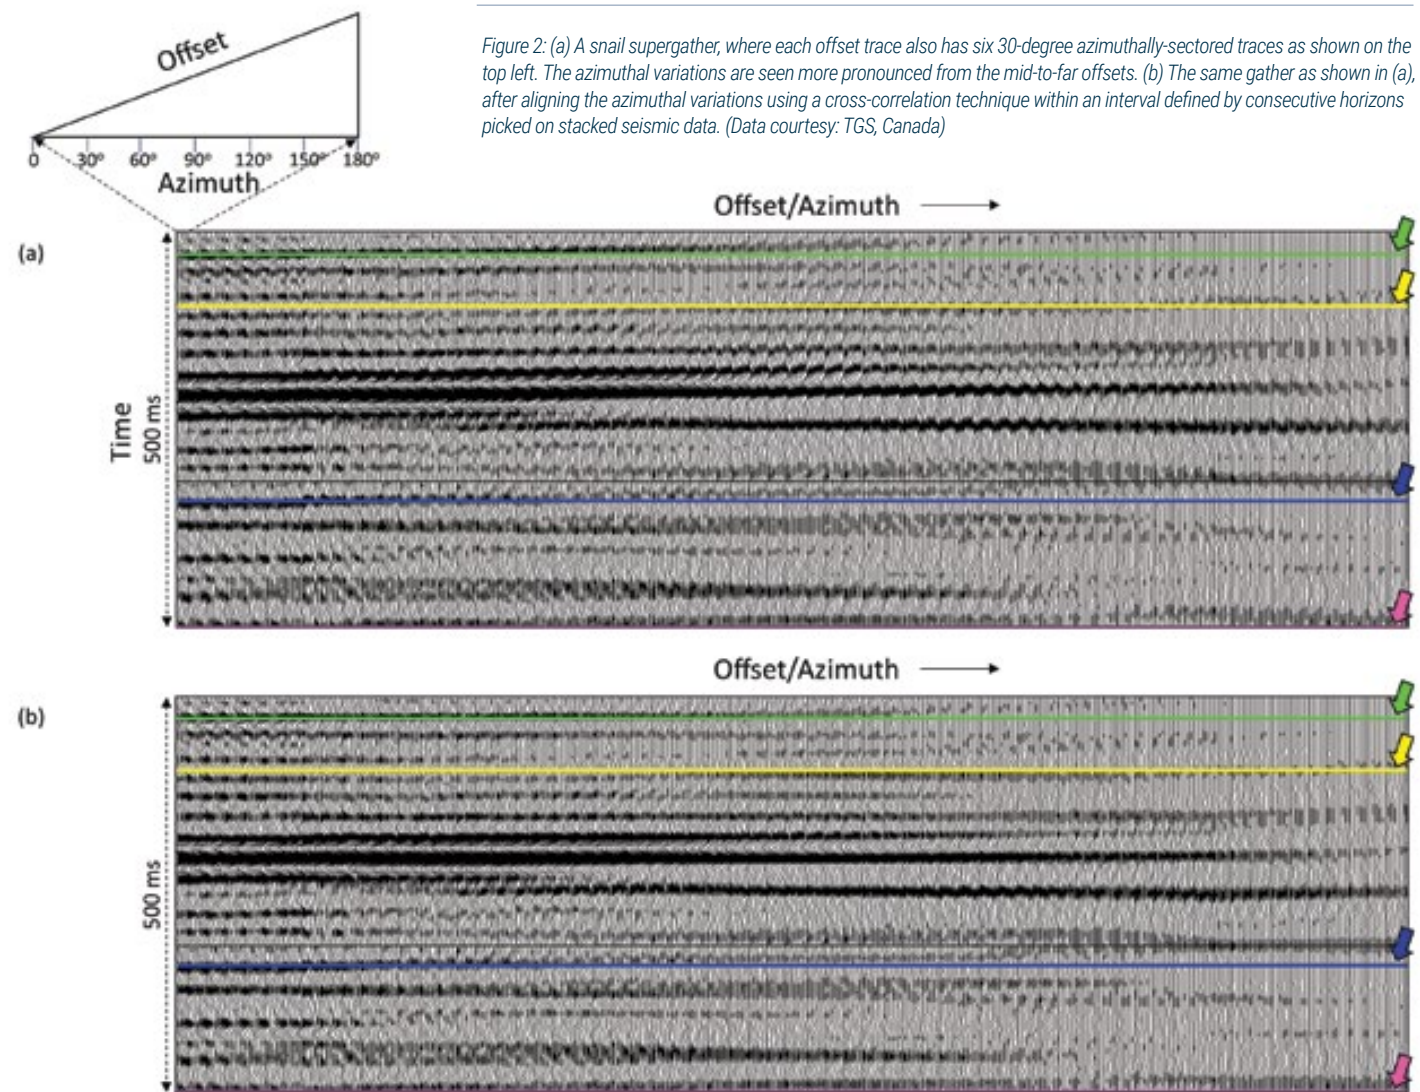 Offset
0 30° 60° 90° 120° 150° 180°
Azimuth
Figure 2: (a) A snail supergather, where each offset trace also has six 30-degree azimuthally-sectored traces as shown on the
top left. The azimuthal variations are seen more pronounced from the mid-to-far offsets. (b) The same gather as shown in (a),
after aligning the azimuthal variations using a cross-correlation technique within an interval defined by consecutive horizons
picked on stacked seismic data. (Data courtesy: TGS, Canada)
Offset/Azimuth
(a)
Time
500 ms
Offset/Azimuth
(b)
500 ms